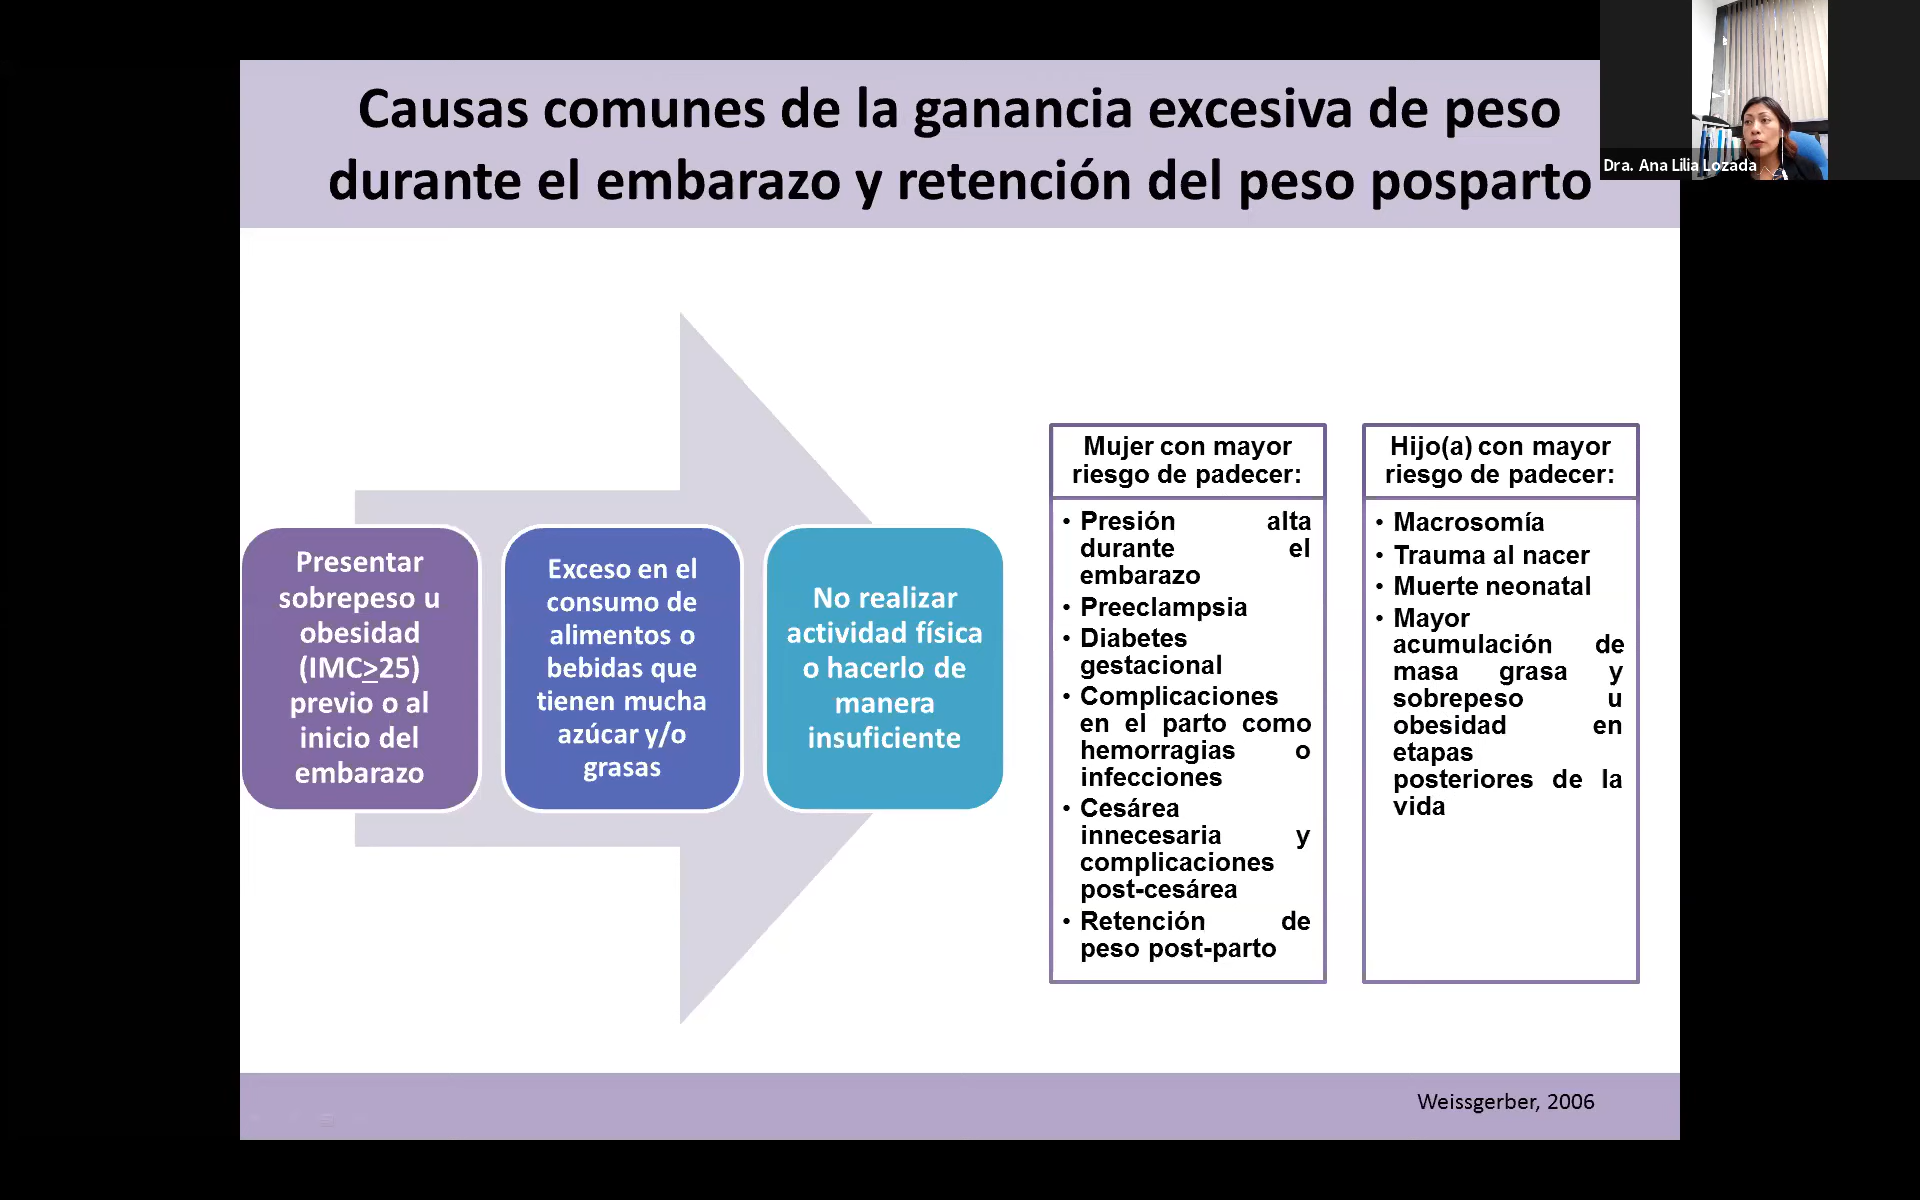 Causas comunes de la ganancia excesiva de peso
durante el embarazo y retención del peso posparto
Dra. Ana Lilia Lozada
Presentar
sobrepeso u
obesidad
(IMC>25)
previo o al
inicio del
embarazo
Exceso en el
consumo de
alimentos o
bebidas que
tienen mucha
azúcar y/o
grasas
No realizar
actividad física
o hacerlo de
manera
insuficiente
Mujer con mayor
riesgo de padecer:
• Presión alta
durante el
embarazo
• Preeclampsia
• Diabetes
gestacional
• Complicaciones
en el parto como
hemorragias o
infecciones
• Cesárea
innecesaria y
complicaciones
post-cesárea
• Retención de
peso post-parto
Hijo(a) con mayor
riesgo de padecer:
• Macrosomía
• Trauma al nacer
• Muerte neonatal
• Mayor
acumulación de
masa grasa y
sobrepeso u
obesidad en
etapas
posteriores de la
vida
Weissgerber, 2006